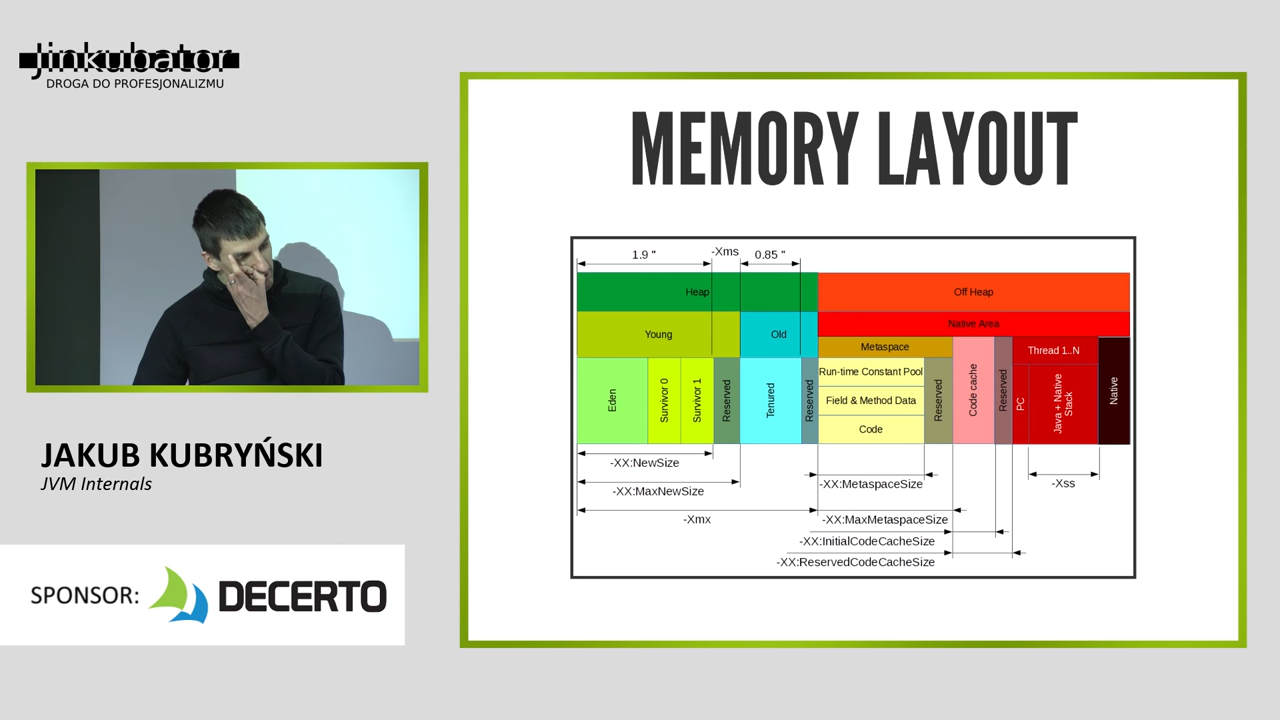 Jinkubator
DROGA DO PROFESJONALIZMU
JAKUB KUBRYŃSKI
JVM Internals
SPONSOR: DECERTO
MEMORY LAYOUT
1.9 "
-Xms
0.85 "
Heap
Off Heap
Young
Old
Native Area
Metaspace
Thread 1..N
Eden
Survivor 0
Survivor 1
Reserved
Tenured
Reserved
Run-time Constant Pool
Field & Method Data
Code
Reserved
Code cache
Reserved
PC
Java + Native
Stack
Native
-XX:NewSize
-XX:MaxNewSize
-Xmx
-XX:MetaspaceSize
-Xss
-XX:MaxMetaspaceSize
-XX:InitialCodeCacheSize
-XX:ReservedCodeCacheSize